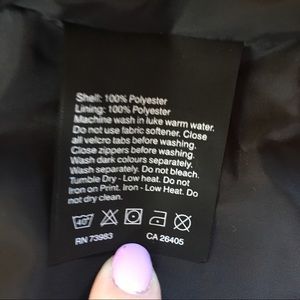 Shell: 100% Polyester
Lining: 100% Polyester
Machine wash in luke warm water.
Do not use fabric softener. Close
all velcro tabs before washing.
Close zippers before washing.
Wash dark colours separately.
Wash separately. Do not bleach.
Tumble Dry - Low heat. Do not
Iron on Print. Iron - Low Heat. Do
not dry clean.
40°
RN 73983 CA 26405